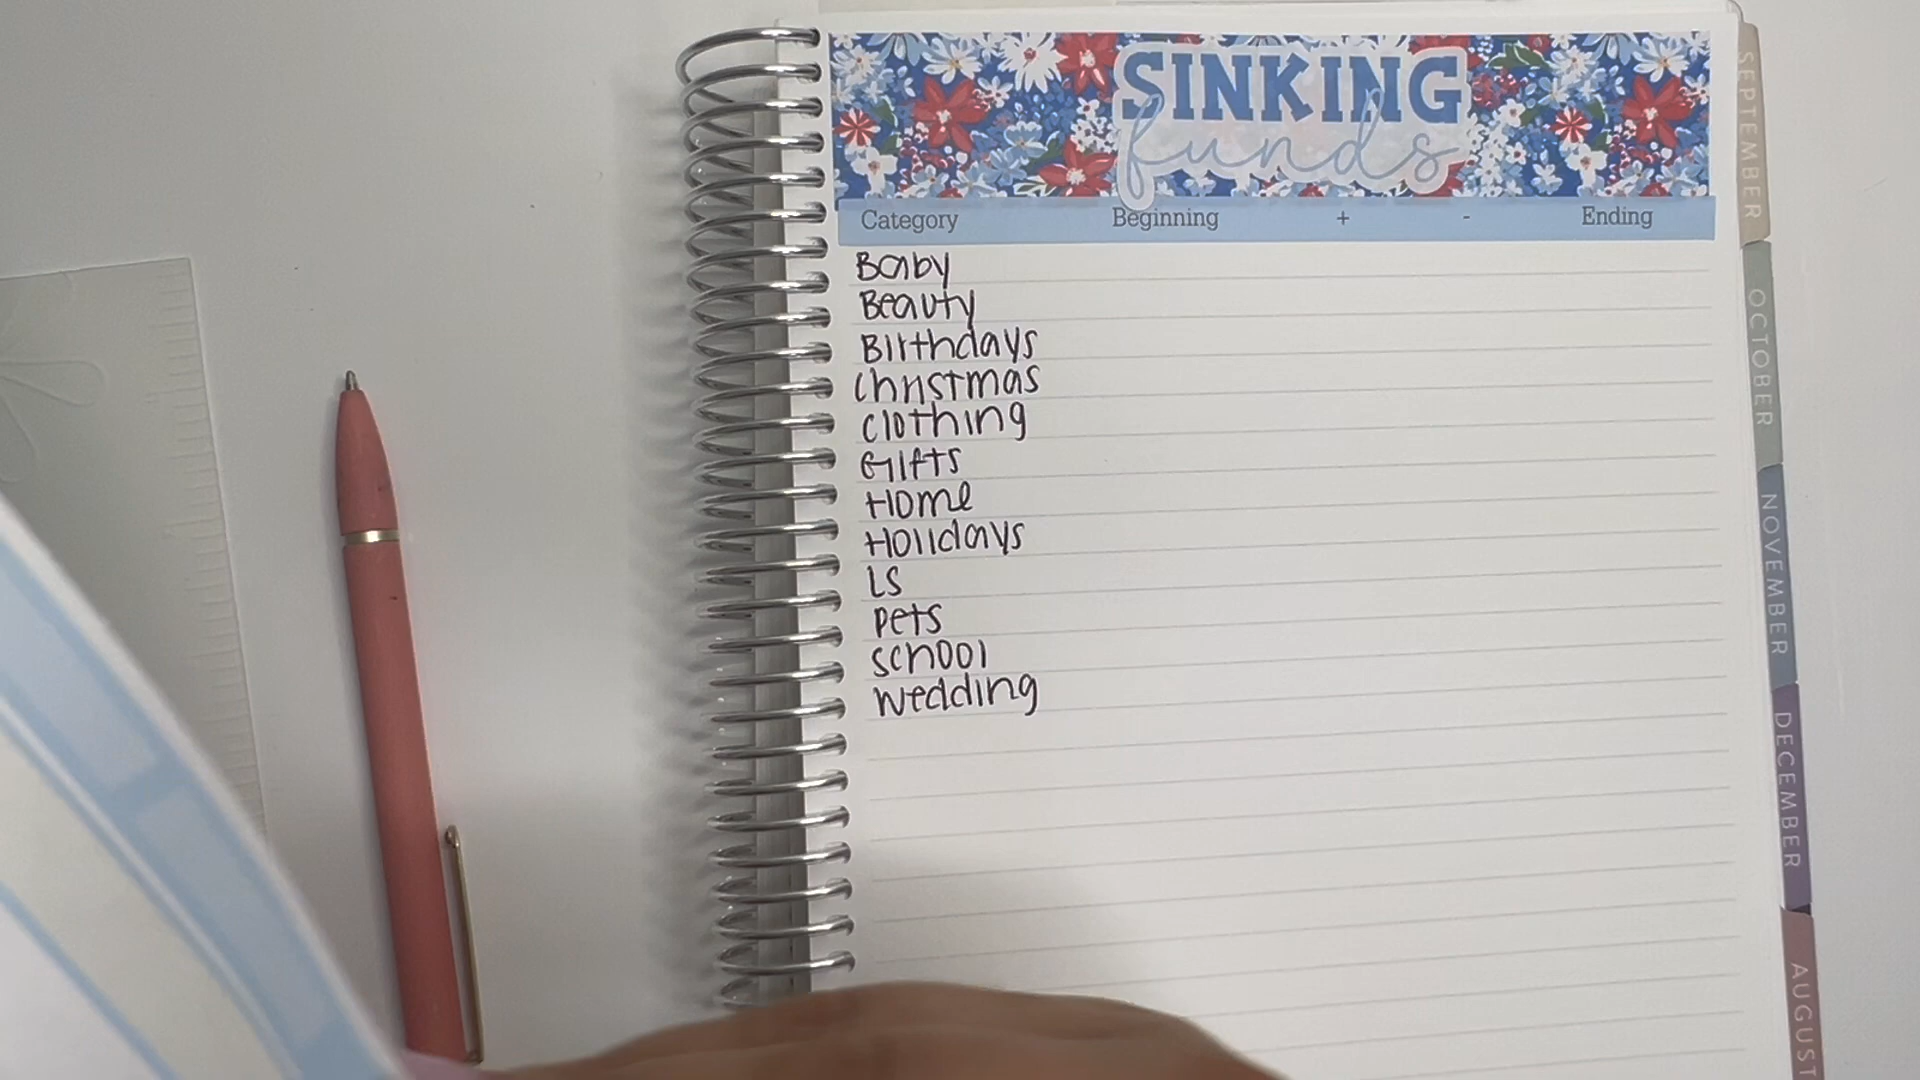 SINKING
funds
Category Beginning + - Ending
Baby
Beauty
Birthdays
Christmas
Clothing
Gifts
Home
Holidays
LS
Pets
School
Wedding
SEPTEMBER
OCTOBER
NOVEMBER
DECEMBER
AUGUST